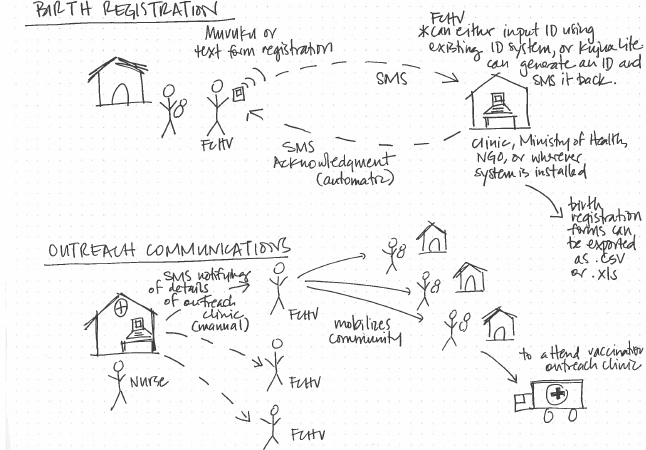 BIRTH REGISTRATION
Muvuku or
text form registration
FCHV
*can either input ID using
existing ID system, or Kujua Lite
can generate an ID and
SMS it back.
SMS
FCHV
SMS
Acknowledgment
(automatic)
Clinic, Ministry of Health,
NGO, or wherever
system is installed
birth
registration
forms can
be exported
as .csv
or .xls
OUTREACH COMMUNICATIONS
SMS notifying
of details
of outreach
clinic
(manual)
FCHV
mobilizes
community
Nurse
FCHV
FCHV
to attend vaccination
outreach clinic